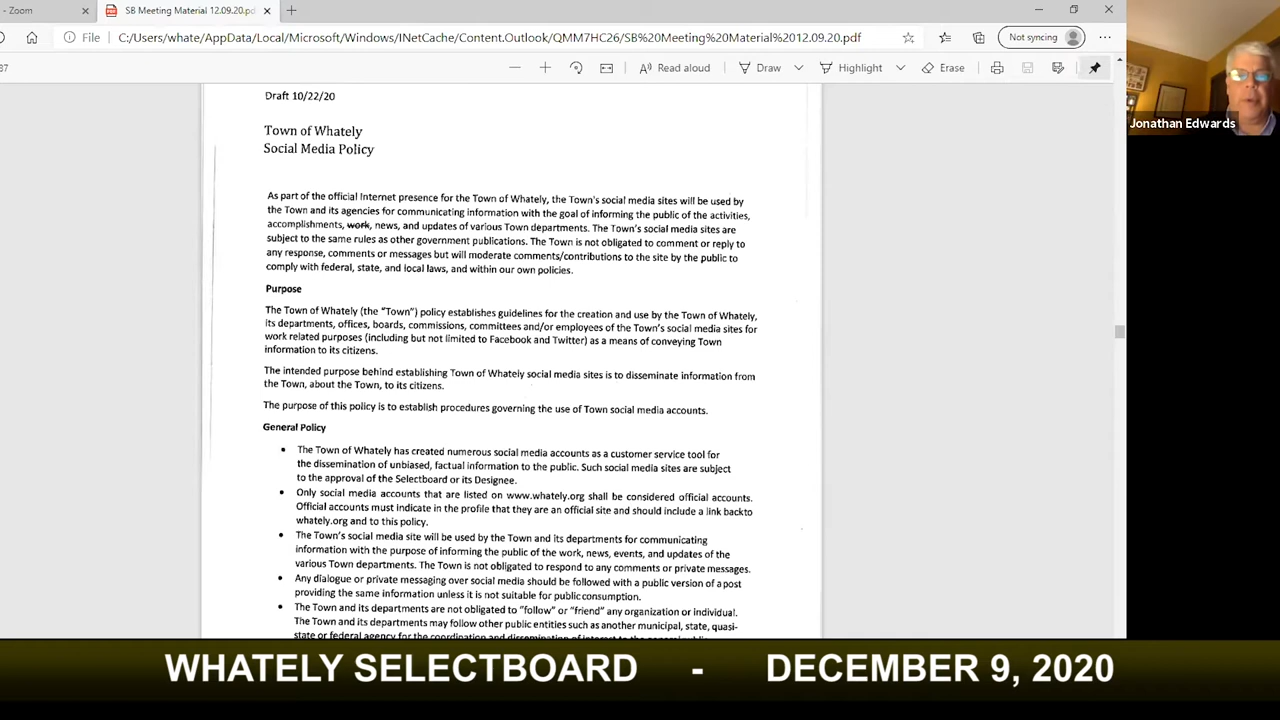 - Zoom
SB Meeting Material 12.09.20.pd
File
C:/Users/whate/AppData/Local/Microsoft/Windows/INetCache/Content.Outlook/QMM7HC26/SB%20Meeting%20Material%2012.09.20.pdf
Not syncing
87
Read aloud
Draw
Highlight
Erase
Jonathan Edwards
Draft 10/22/20
Town of Whately
Social Media Policy
As part of the official Internet presence for the Town of Whately, the Town's social media sites will be used by
the Town and its agencies for communicating information with the goal of informing the public of the activities,
accomplishments, work, news, and updates of various Town departments. The Town's social media sites are
subject to the same rules as other government publications. The Town is not obligated to comment or reply to
any response, comments or messages but will moderate comments/contributions to the site by the public to
comply with federal, state, and local laws, and within our own policies.
Purpose
The Town of Whately (the "Town") policy establishes guidelines for the creation and use by the Town of Whately,
its departments, offices, boards, commissions, committees and/or employees of the Town's social media sites for
work related purposes (including but not limited to Facebook and Twitter) as a means of conveying Town
information to its citizens.
The intended purpose behind establishing Town of Whately social media sites is to disseminate information from
the Town, about the Town, to its citizens.
The purpose of this policy is to establish procedures governing the use of Town social media accounts.
General Policy
• The Town of Whately has created numerous social media accounts as a customer service tool for
the dissemination of unbiased, factual information to the public. Such social media sites are subject
to the approval of the Selectboard or its Designee.
• Only social media accounts that are listed on www.whately.org shall be considered official accounts.
Official accounts must indicate in the profile that they are an official site and should include a link backto
whately.org and to this policy.
• The Town's social media site will be used by the Town and its departments for communicating
information with the purpose of informing the public of the work, news, events, and updates of the
various Town departments. The Town is not obligated to respond to any comments or private messages.
• Any dialogue or private messaging over social media should be followed with a public version of a post
providing the same information unless it is not suitable for public consumption.
• The Town and its departments are not obligated to "follow" or "friend" any organization or individual.
The Town and its departments may follow other public entities such as another municipal, state, quasi-
state or federal agency for the coordination and dissemination of interest to the general
WHATELY SELECTBOARD - DECEMBER 9, 2020